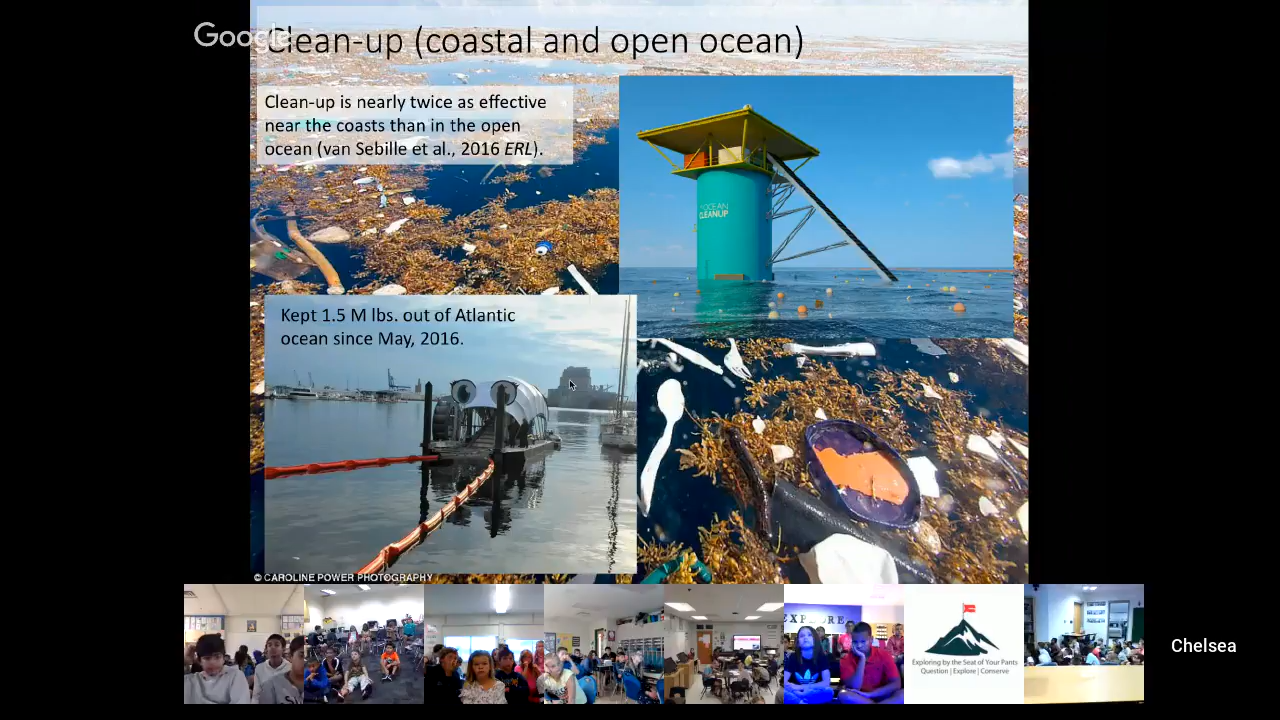 Google
Clean-up (coastal and open ocean)
Clean-up is nearly twice as effective
near the coasts than in the open
ocean (van Sebille et al., 2016 ERL).
OCEAN
CLEANUP
Kept 1.5 M lbs. out of Atlantic
ocean since May, 2016.
© CAROLINE POWER PHOTOGRAPHY
EXPLORE
Exploring by the Seat of Your Pants
Question | Explore | Conserve
Chelsea